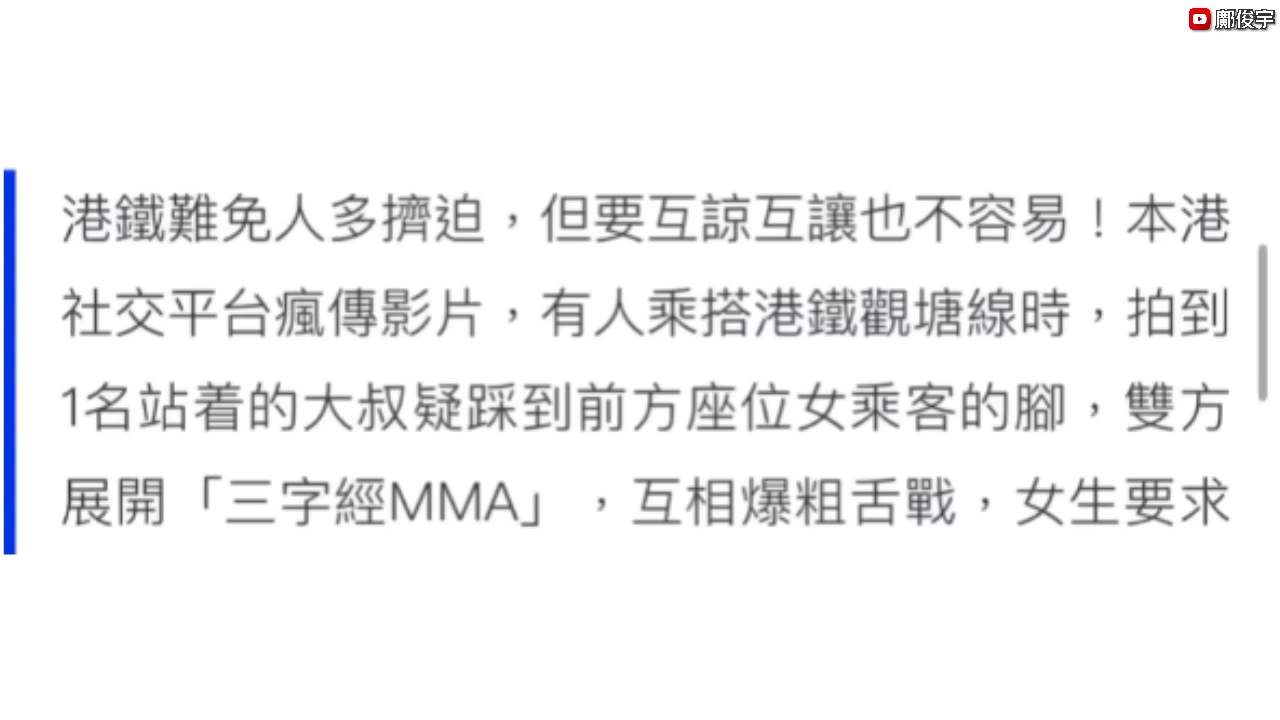 鄺俊宇
港鐵難免人多擠迫，但要互諒互讓也不容易！本港
社交平台瘋傳影片，有人乘搭港鐵觀塘線時，拍到
1名站着的大叔疑踩到前方座位女乘客的腳，雙方
展開「三字經MMA」，互相爆粗舌戰，女生要求